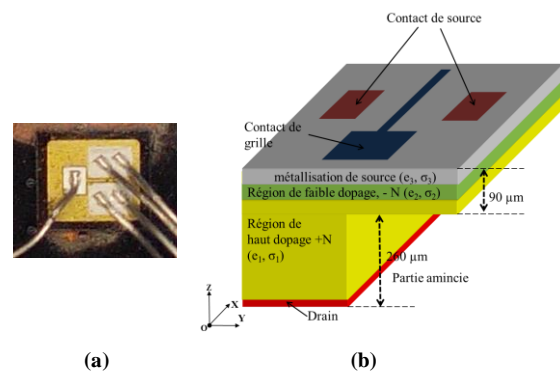 Contact de source
Contact de
grille
métallisation de source (e₃, σ₃)
Région de faible dopage, - N (e₂, σ₂)
90 µm
Région de
haut dopage +N
(e₁, σ₁)
260 µm
Partie amincie
Z
X
O
Y
Drain
(a)
(b)